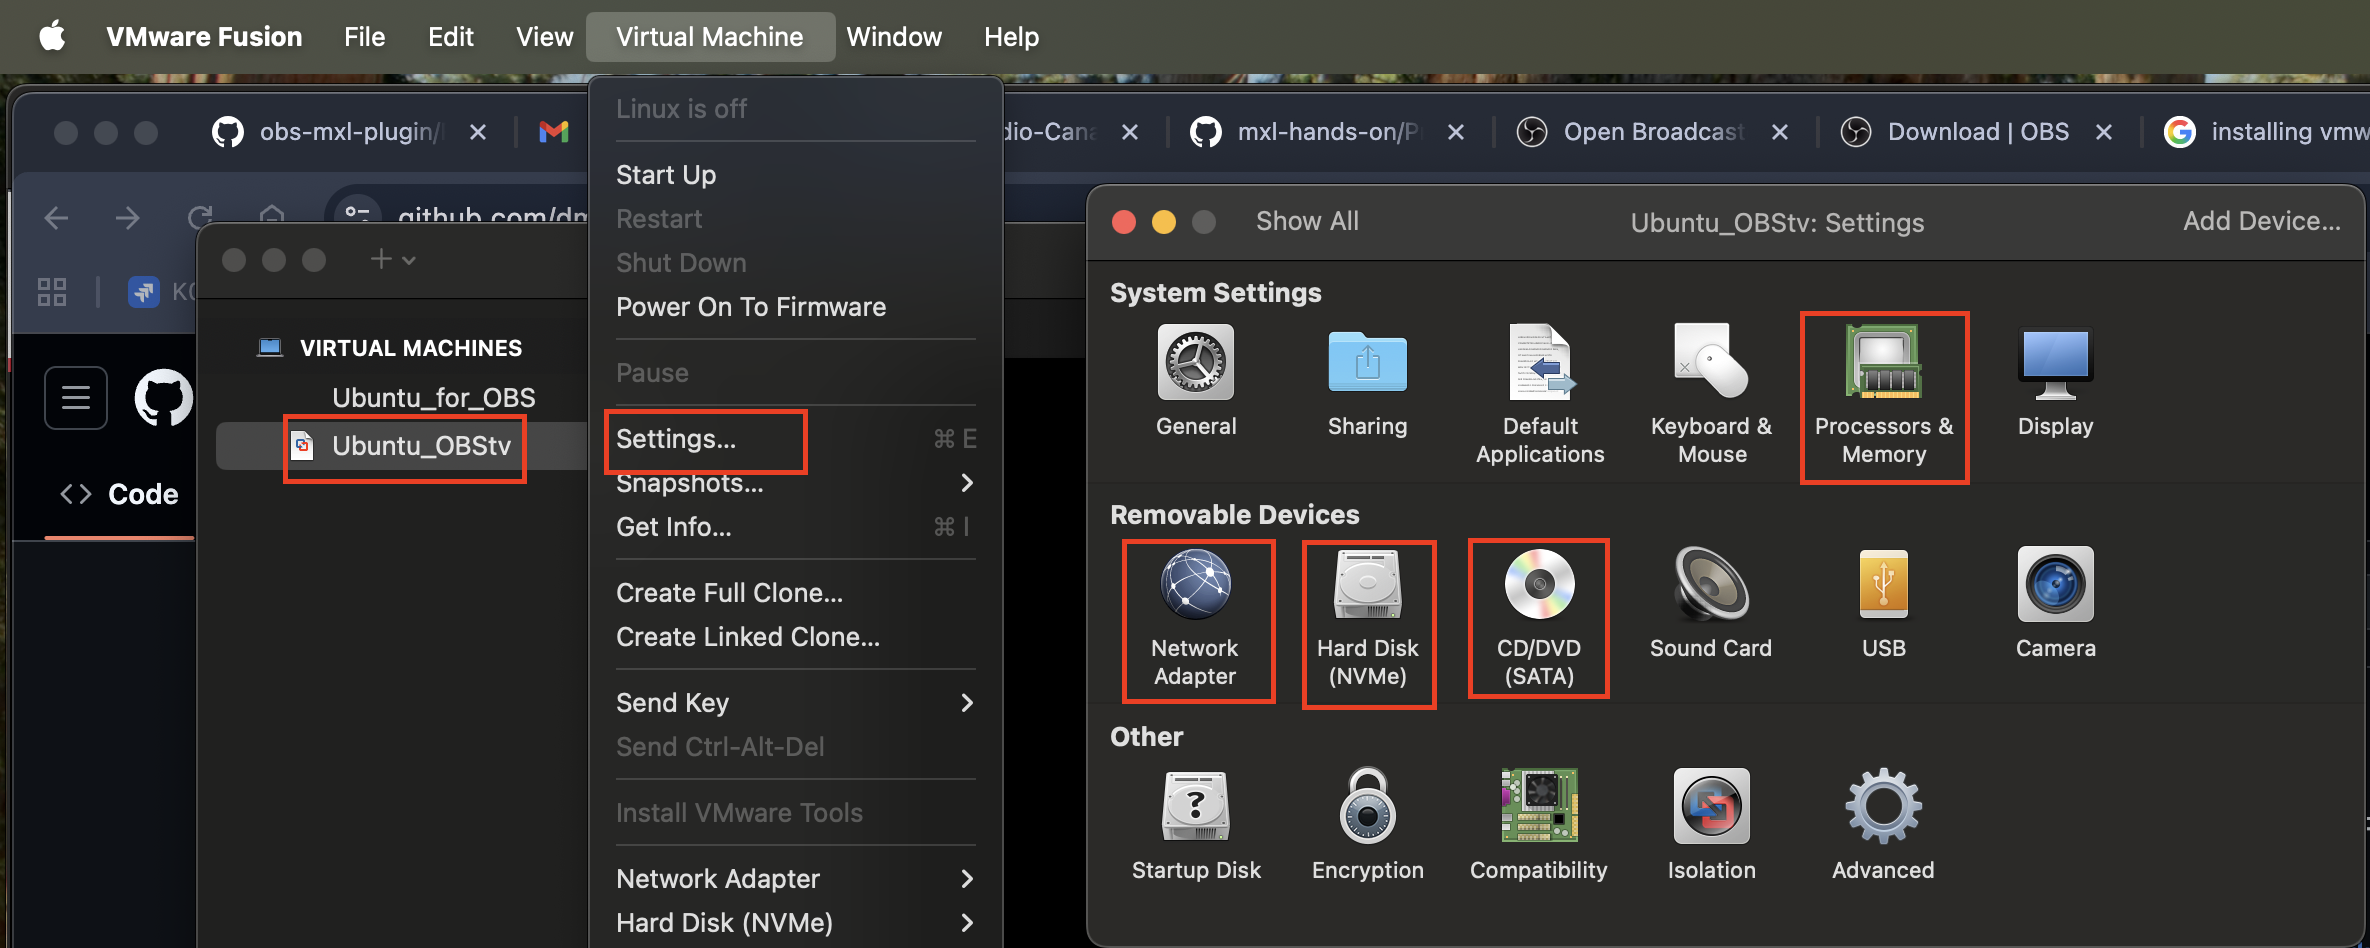 VMware Fusion File Edit View Virtual Machine Window Help
obs-mxl-plugin/ dio-Cana mxl-hands-on/P Open Broadcast Download | OBS installing vmw
github.com/dm
VIRTUAL MACHINES
Ubuntu_for_OBS
Ubuntu_OBStv
Code
Linux is off
Start Up
Restart
Shut Down
Power On To Firmware
Pause
Settings... ⌘ E
Snapshots...
Get Info... ⌘ I
Create Full Clone...
Create Linked Clone...
Send Key
Send Ctrl-Alt-Del
Install VMware Tools
Network Adapter
Hard Disk (NVMe)
Show All Ubuntu_OBStv: Settings Add Device...
System Settings
General Sharing Default Keyboard & Processors & Display
Applications Mouse Memory
Removable Devices
Network Hard Disk CD/DVD Sound Card USB Camera
Adapter (NVMe) (SATA)
Other
Startup Disk Encryption Compatibility Isolation Advanced